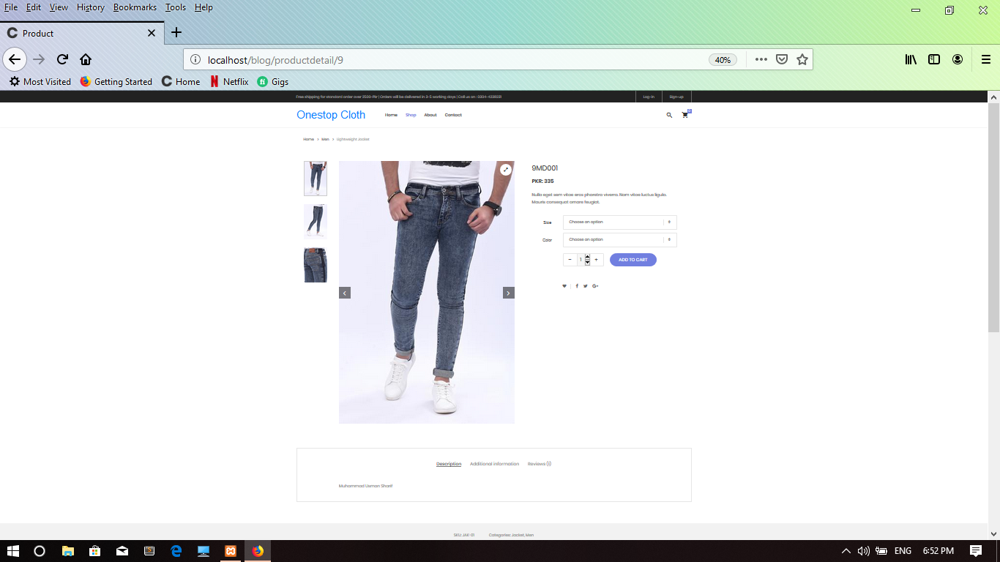 File Edit View History Bookmarks Tools Help
Product
localhost/blog/productdetail/9 40%
Most Visited Getting Started Home Netflix Gigs
Free shipping for standard order over 2500-Pkr | Orders will be delivered in 3-5 working days | Call us on : 0304-4238231 Log-in Sign-up
Onestop Cloth Home Shop About Contact 0
Home > Men > Lightweight Jacket
9MD001
PKR: 335
Nulla eget sem vitae eros pharetra viverra. Nam vitae luctus ligula.
Mauris consequat ornare feugiat.
Size Choose an option
Color Choose an option
- 1 + ADD TO CART
Description Additional information Reviews (1)
Muhammad Usman Sharif
SKU: JAK-01 Categories: Jacket, Men
ENG 6:52 PM